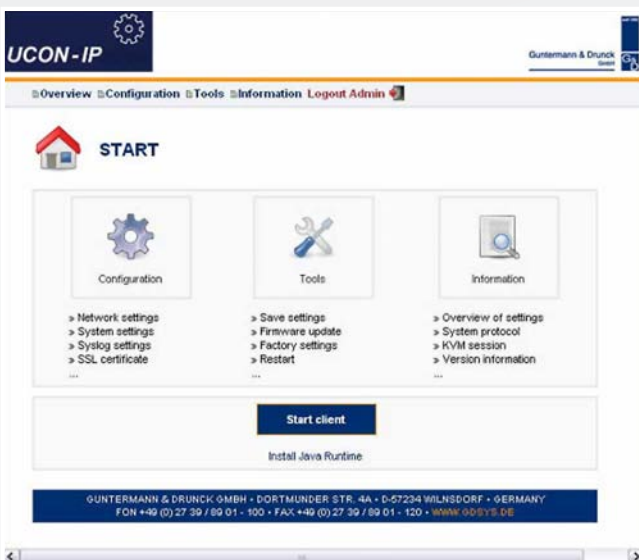 UCON-IP
Guntermann & Drunck
GmbH
Overview Configuration Tools Information Logout Admin
START
Configuration
» Network settings
» System settings
» Syslog settings
» SSL certificate
...
Tools
» Save settings
» Firmware update
» Factory settings
» Restart
...
Information
» Overview of settings
» System protocol
» KVM session
» Version information
...
Start client
Install Java Runtime
GUNTERMANN & DRUNCK GMBH • DORTMUNDER STR. 4A • D-57234 WILNSDORF • GERMANY
FON +49 (0) 27 39 / 89 01 - 100 • FAX +49 (0) 27 39 / 89 01 - 120 • WWW.GDSYS.DE